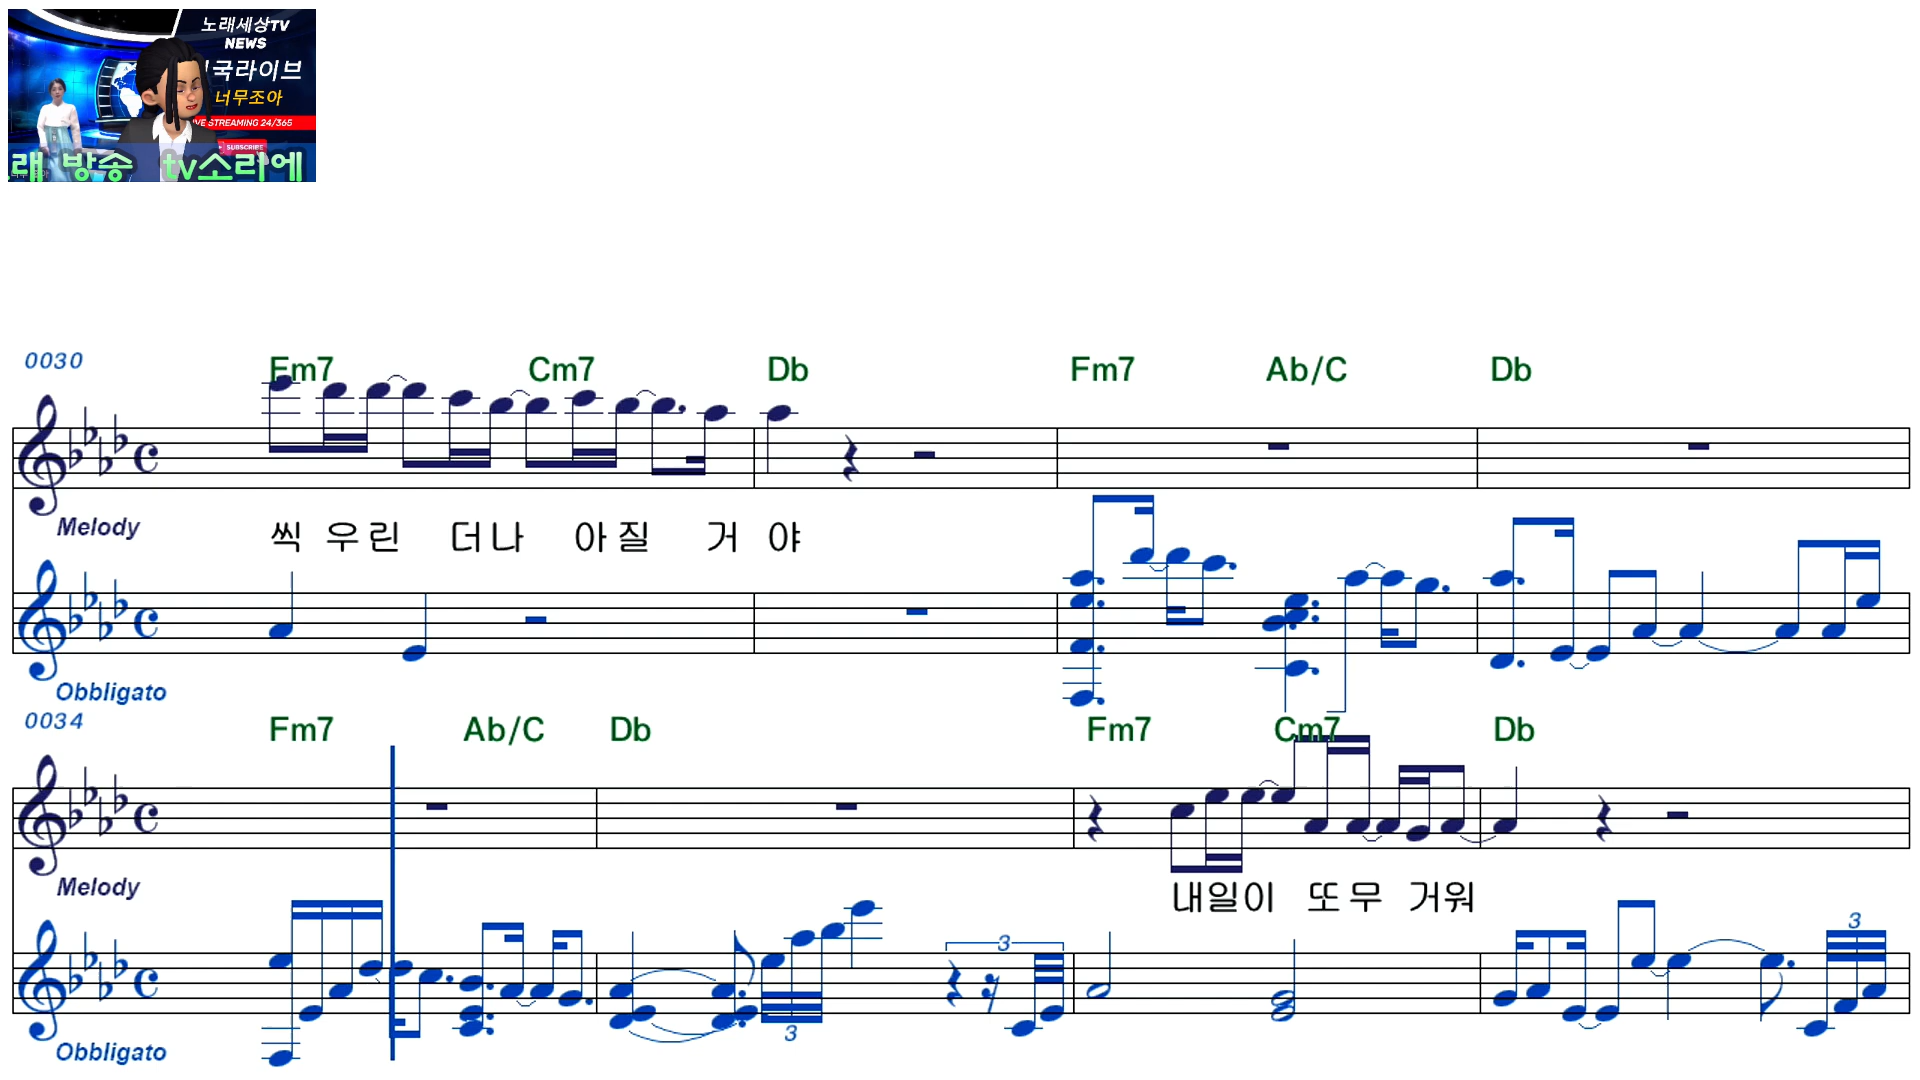 노래세상TV
NEWS
국라이브
너무조아
LIVE STREAMING 24/365
SUBSCRIBE
래 방송 tv소리에
0030
Fm7 Cm7 Db Fm7 Ab/C Db
Melody
씩 우린 더나 아질 거 야
Obbligato
0034
Fm7 Ab/C Db Fm7 Cm7 Db
Melody
내일이 또무 거워
3 3
3
Obbligato